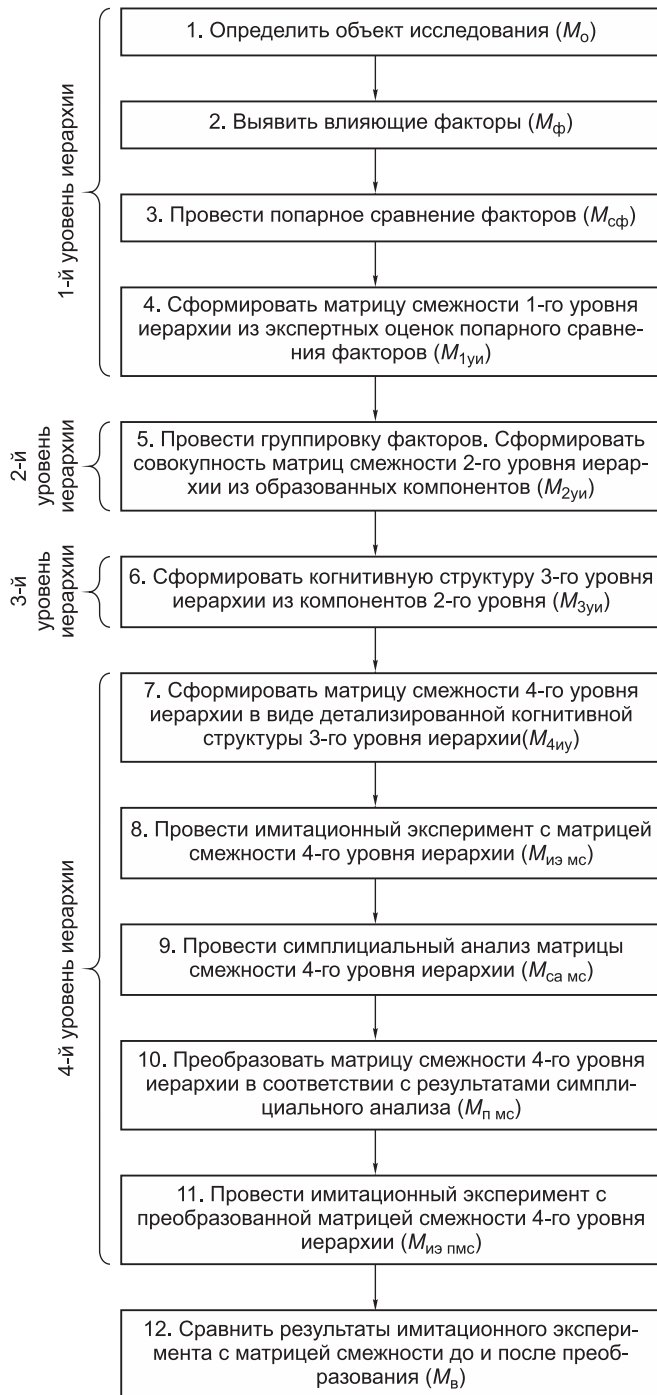 1-й уровень иерархии
1. Определить объект исследования (Mо)
2. Выявить влияющие факторы (Mф)
3. Провести попарное сравнение факторов (Mсф)
4. Сформировать матрицу смежности 1-го уровня
иерархии из экспертных оценок попарного сравне-
ния факторов (M1уи)
2-й
уровень
иерархии
5. Провести группировку факторов. Сформировать
совокупность матриц смежности 2-го уровня иерар-
хии из образованных компонентов (M2уи)
3-й
уровень
иерархии
6. Сформировать когнитивную структуру 3-го уровня
иерархии из компонентов 2-го уровня (M3уи)
4-й уровень иерархии
7. Сформировать матрицу смежности 4-го уровня
иерархии в виде детализированной когнитивной
структуры 3-го уровня иерархии(M4иу)
8. Провести имитационный эксперимент с матрицей
смежности 4-го уровня иерархии (Mиэ мс)
9. Провести симплициальный анализ матрицы
смежности 4-го уровня иерархии (Mса мс)
10. Преобразовать матрицу смежности 4-го уровня
иерархии в соответствии с результатами симпли-
циального анализа (Mп мс)
11. Провести имитационный эксперимент с
преобразованной матрицей смежности 4-го уровня
иерархии (Mиэ пмс)
12. Сравнить результаты имитационного экспери-
мента с матрицей смежности до и после преоб-
разования (Mв)